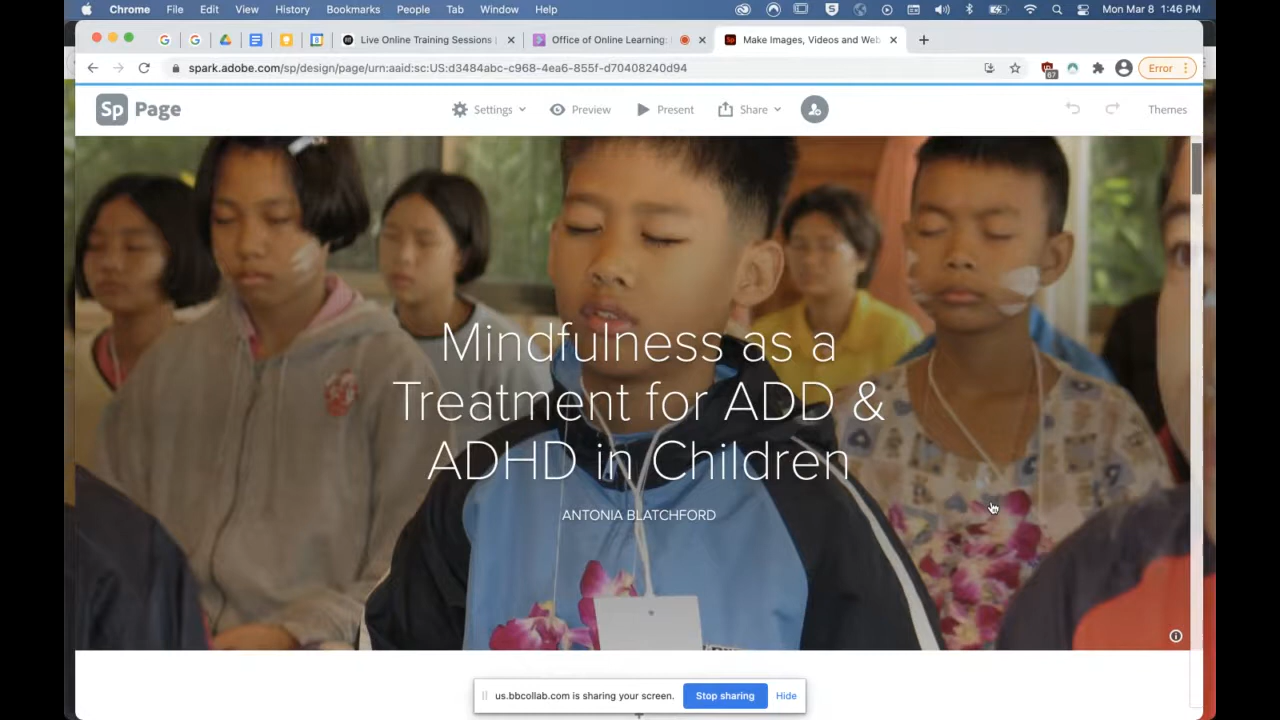 Chrome File Edit View History Bookmarks People Tab Window Help Mon Mar 8 1:46 PM
Live Online Training Sessions Office of Online Learning: Make Images, Videos and Web
spark.adobe.com/sp/design/page/urn:aaid:sc:US:d3484abc-c968-4ea6-855f-d70408240d94 67 Error
Sp Page Settings Preview Present Share Themes
Mindfulness as a
Treatment for ADD &
ADHD in Children
ANTONIA BLATCHFORD
us.bbcollab.com is sharing your screen. Stop sharing Hide